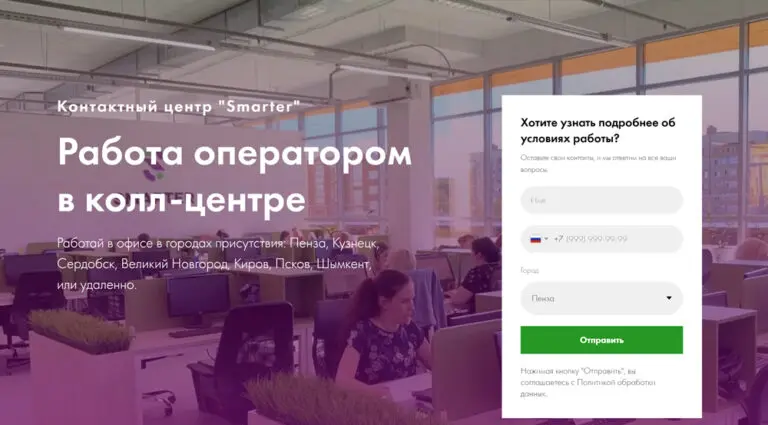 Контактный центр "Smarter"
Работа оператором
в колл-центре
Работай в офисе в городах присутствия: Пенза, Кузнецк,
Сердобск, Великий Новгород, Киров, Псков, Шымкент,
или удаленно.
SMARTER
Хотите узнать подробнее об
условиях работы?
Оставьте свои контакты, и мы ответим на все ваши
вопросы.
Имя
+7 (999) 999-99-99
Город
Пенза
Отправить
Нажимая кнопку "Отправить", вы
соглашаетесь с Политикой обработки
данных.